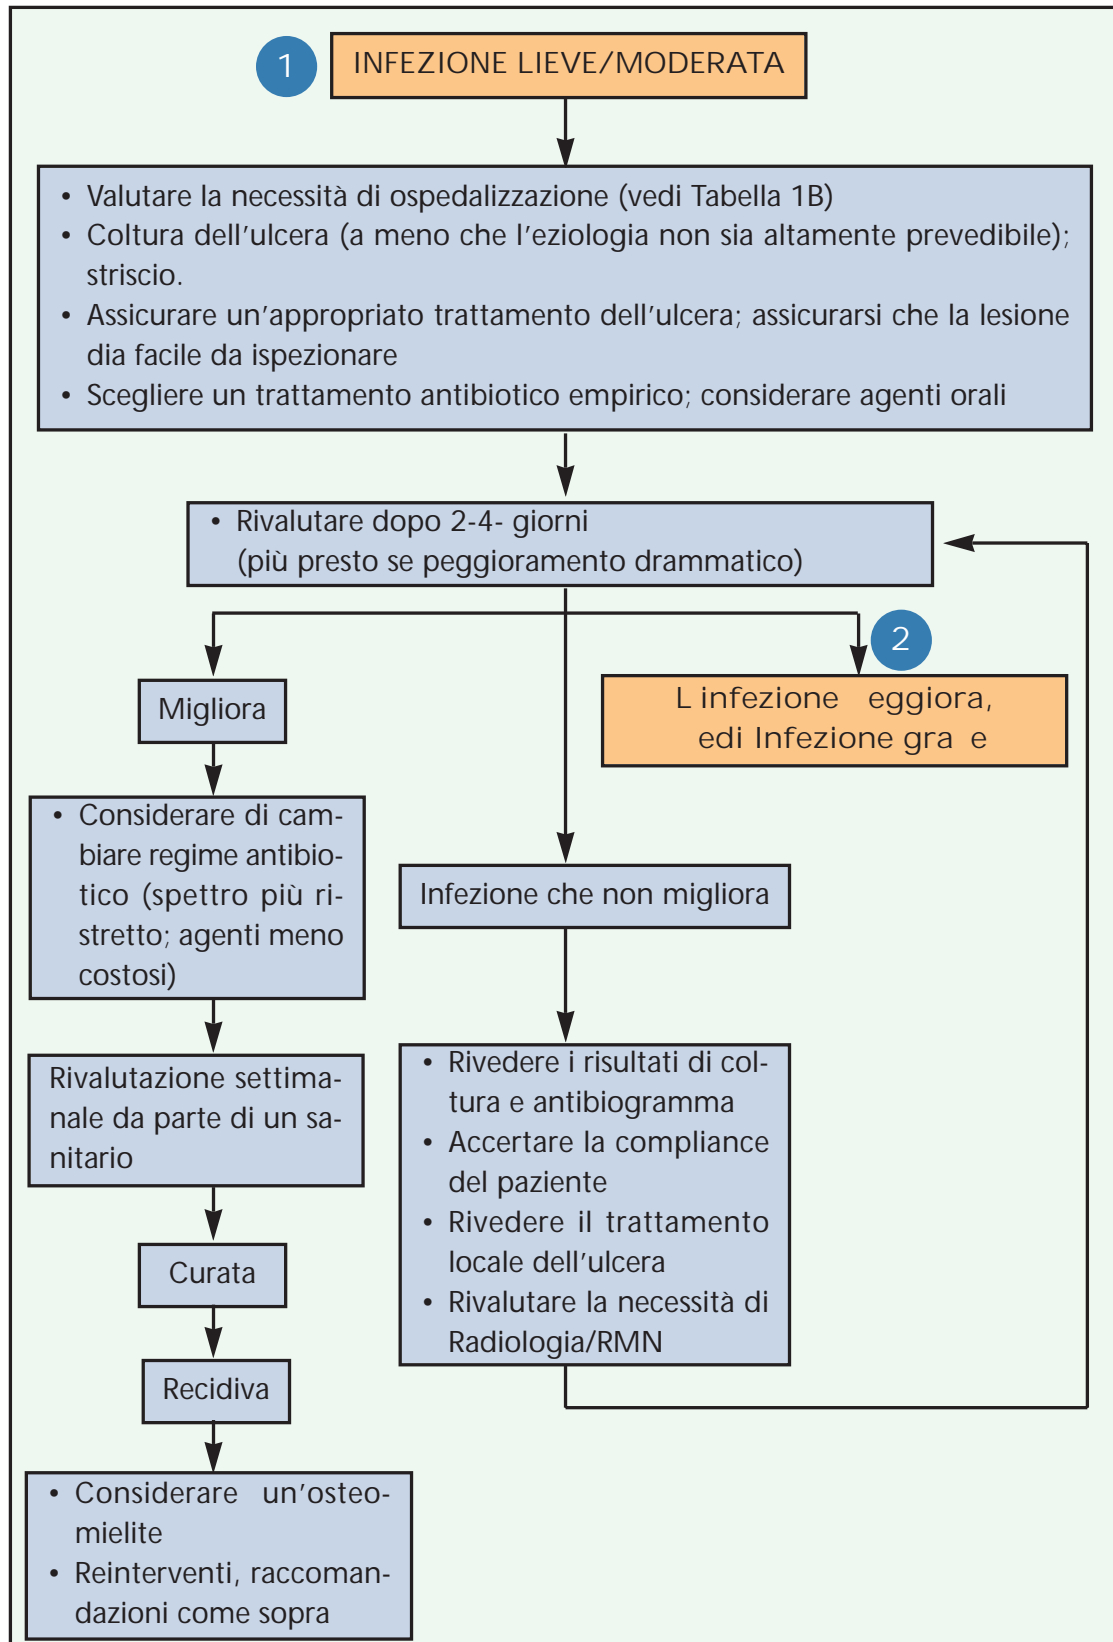 1
INFEZIONE LIEVE/MODERATA
• Valutare la necessità di ospedalizzazione (vedi Tabella 1B)
• Coltura dell'ulcera (a meno che l'eziologia non sia altamente prevedibile);
striscio.
• Assicurare un'appropriato trattamento dell'ulcera; assicurarsi che la lesione
dia facile da ispezionare
• Scegliere un trattamento antibiotico empirico; considerare agenti orali
• Rivalutare dopo 2-4- giorni
(più presto se peggioramento drammatico)
2
Migliora
L infezione eggiora,
edi Infezione gra e
• Considerare di cam-
biare regime antibio-
tico (spettro più ri-
stretto; agenti meno
costosi)
Infezione che non migliora
Rivalutazione settima-
nale da parte di un sa-
nitario
• Rivedere i risultati di col-
tura e antibiogramma
• Accertare la compliance
del paziente
• Rivedere il trattamento
locale dell'ulcera
• Rivalutare la necessità di
Radiologia/RMN
Curata
Recidiva
• Considerare un'osteo-
mielite
• Reinterventi, raccoman-
dazioni come sopra